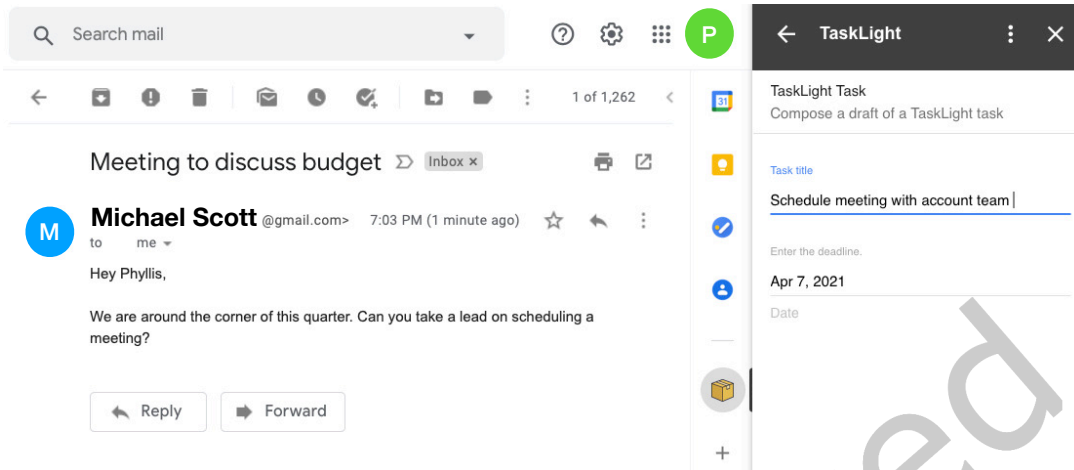 Search mail
P
TaskLight
1 of 1,262
31
TaskLight Task
Compose a draft of a TaskLight task
Meeting to discuss budget Inbox ×
Task title
Schedule meeting with account team
M
Michael Scott @gmail.com> 7:03 PM (1 minute ago)
to me
Hey Phyllis,
Enter the deadline.
Apr 7, 2021
We are around the corner of this quarter. Can you take a lead on scheduling a
meeting?
Date
Reply
Forward
ed